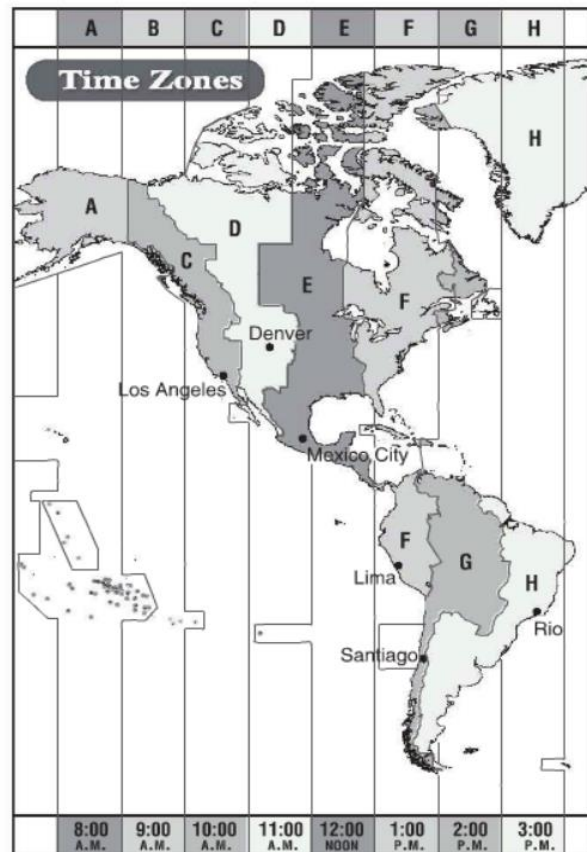 A B C D E F G H
Time Zones
H
A
D
C
E
F
Denver
Los Angeles
Mexico City
F
G
H
Lima
Rio
Santiago
8:00 9:00 10:00 11:00 12:00 1:00 2:00 3:00
A.M. A.M. A.M. A.M. NOON P.M. P.M. P.M.